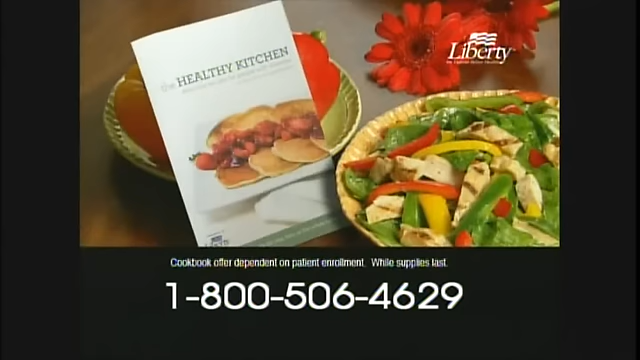 Liberty
the HEALTHY KITCHEN
Cookbook offer dependent on patient enrollment. While supplies last.
1-800-506-4629